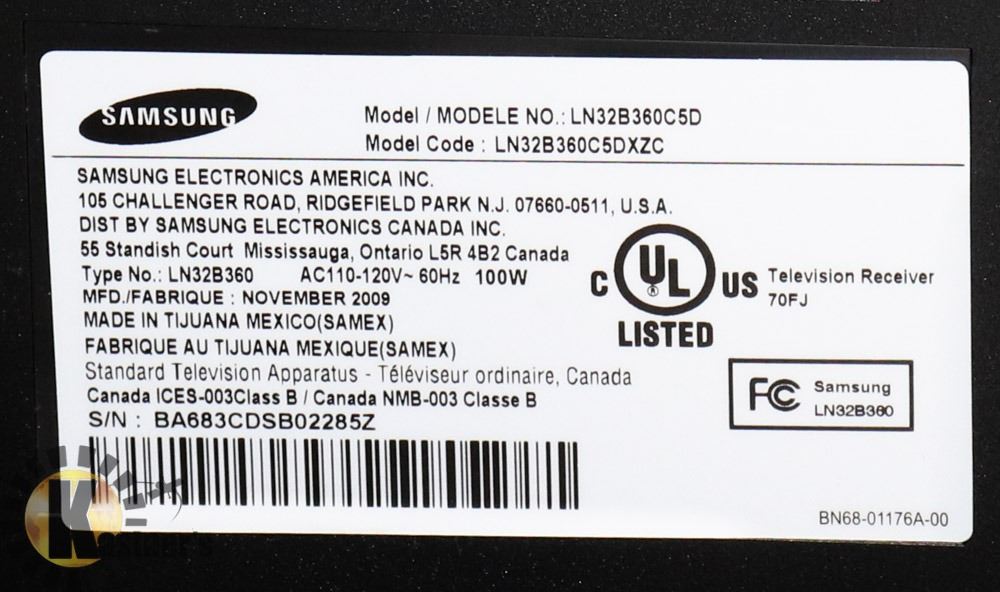 SAMSUNG
Model / MODELE NO.: LN32B360C5D
Model Code : LN32B360C5DXZC
SAMSUNG ELECTRONICS AMERICA INC.
105 CHALLENGER ROAD, RIDGEFIELD PARK N.J. 07660-0511, U.S.A.
DIST BY SAMSUNG ELECTRONICS CANADA INC.
55 Standish Court Mississauga, Ontario L5R 4B2 Canada
Type No.: LN32B360 AC110-120V~ 60Hz 100W
MFD./FABRIQUE : NOVEMBER 2009
MADE IN TIJUANA MEXICO(SAMEX)
FABRIQUE AU TIJUANA MEXIQUE(SAMEX)
Standard Television Apparatus - Téléviseur ordinaire, Canada
Canada ICES-003Class B / Canada NMB-003 Classe B
S/N : BA683CDSB02285Z
C UL ® US
LISTED
Television Receiver
70FJ
FC Samsung
LN32B360
BN68-01176A-00
K
Kastner's